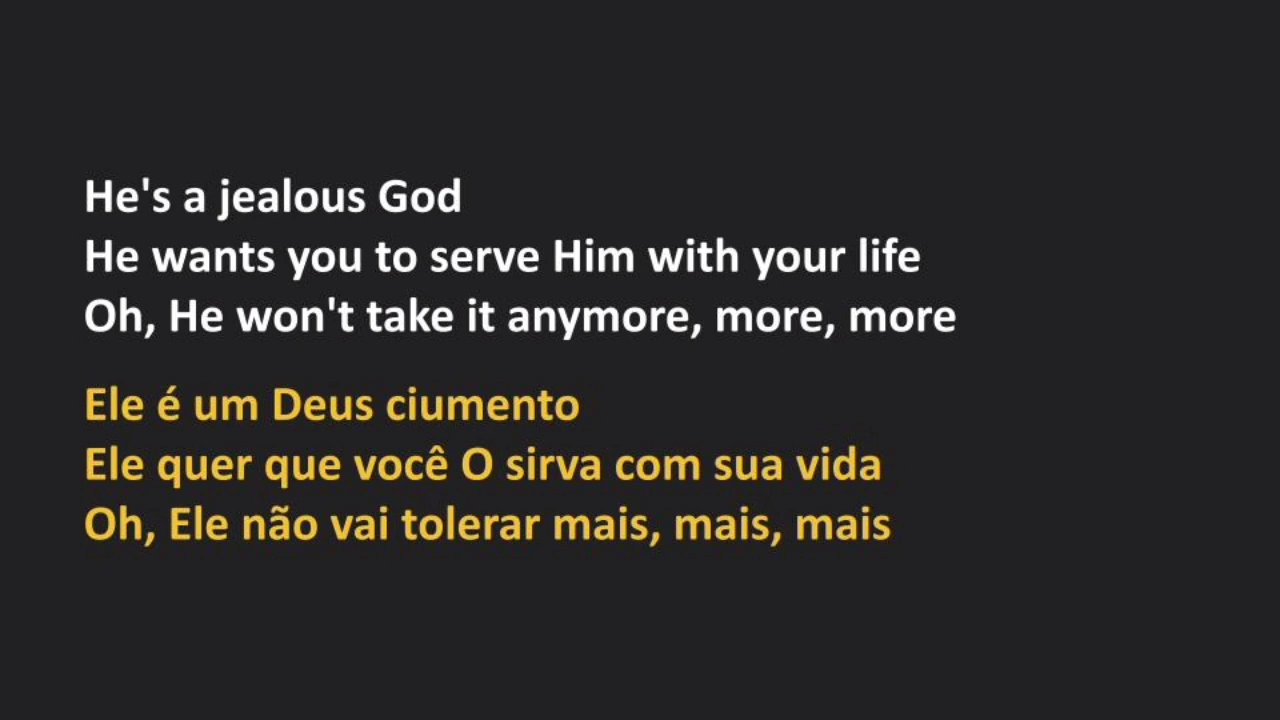 He's a jealous God
He wants you to serve Him with your life
Oh, He won't take it anymore, more, more
Ele é um Deus ciumento
Ele quer que você O sirva com sua vida
Oh, Ele não vai tolerar mais, mais, mais